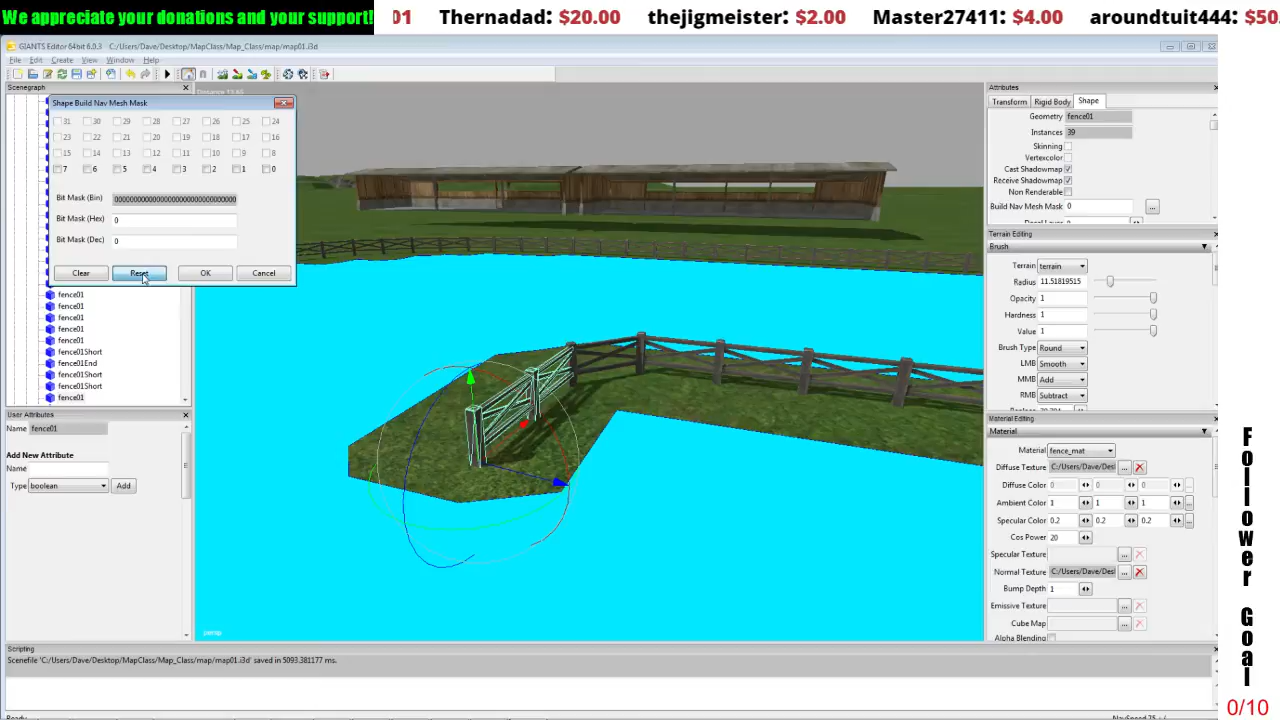 We appreciate your donations and your support!
01 Thernadad: $20.00 thejigmeister: $2.00 Master27411: $4.00 aroundtuit444: $50.
GIANTS Editor 64bit 6.0.3 C:/Users/Dave/Desktop/MapClass/Map_Class/map/map01.i3d
File Edit Create View Window Help
Scenegraph
Shape Build Nav Mesh Mask
31 30 29 28 27 26 25 24
23 22 21 20 19 18 17 16
15 14 13 12 11 10 9 8
7 6 5 4 3 2 1 0
Bit Mask (Bin) 00000000000000000000000000000000
Bit Mask (Hex) 0
Bit Mask (Dec) 0
Clear Reset OK Cancel
fence01
fence01
fence01
fence01
fence01
fence01Short
fence01End
fence01Short
fence01Short
fence01
User Attributes
Name fence01
Add New Attribute
Name
Type boolean Add
persp
Attributes
Transform Rigid Body Shape
Geometry fence01
Instances 39
Skinning
Vertexcolor
Cast Shadowmap
Receive Shadowmap
Non Renderable
Build Nav Mesh Mask 0 ...
Terrain Editing
Brush
Terrain terrain
Radius 11.51819515
Opacity 1
Hardness 1
Value 1
Brush Type Round
LMB Smooth
MMB Add
RMB Subtract
Material Editing
Material
Material fence_mat
Diffuse Texture C:/Users/Dave/Desl ...
Diffuse Color 0 0 0
Ambient Color 1 1 1
Specular Color 0.2 0.2 0.2
Cos Power 20
Specular Texture ...
Normal Texture C:/Users/Dave/Desl ...
Bump Depth 1
Emissive Texture ...
Cube Map ...
Alpha Blending
Scripting
Scenefile 'C:/Users/Dave/Desktop/MapClass/Map_Class/map/map01.i3d' saved in 5093.381177 ms.
Follower Goal
0/10